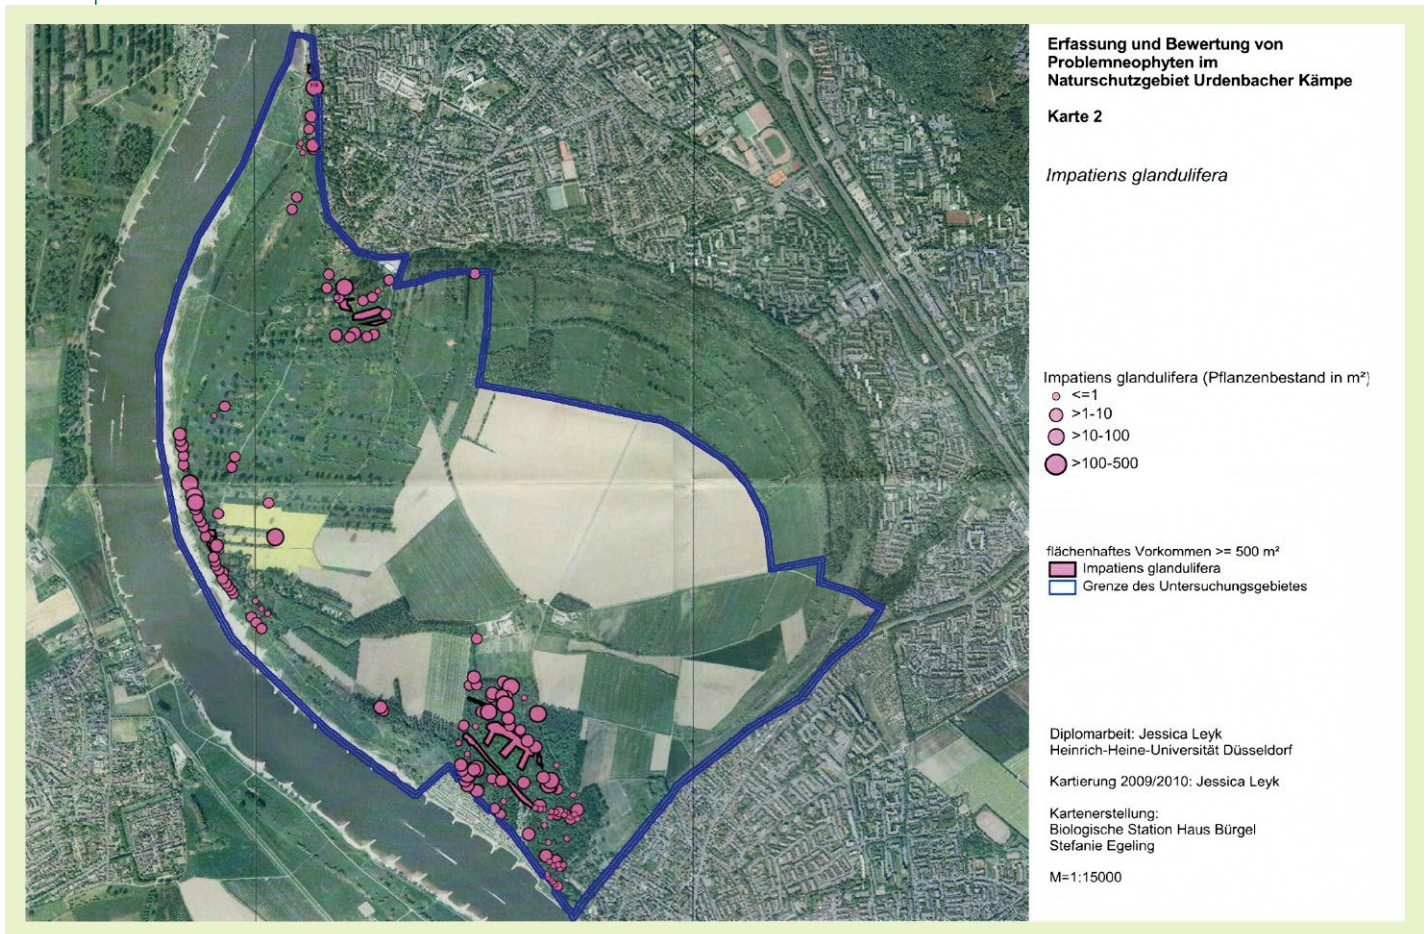 Erfassung und Bewertung von
Problemneophyten im
Naturschutzgebiet Urdenbacher Kämpe
Karte 2
Impatiens glandulifera
Impatiens glandulifera (Pflanzenbestand in m²)
<=1
>1-10
>10-100
>100-500
flächenhaftes Vorkommen >= 500 m²
Impatiens glandulifera
Grenze des Untersuchungsgebietes
Diplomarbeit: Jessica Leyk
Heinrich-Heine-Universität Düsseldorf
Kartierung 2009/2010: Jessica Leyk
Kartenerstellung:
Biologische Station Haus Bürgel
Stefanie Egeling
M=1:15000